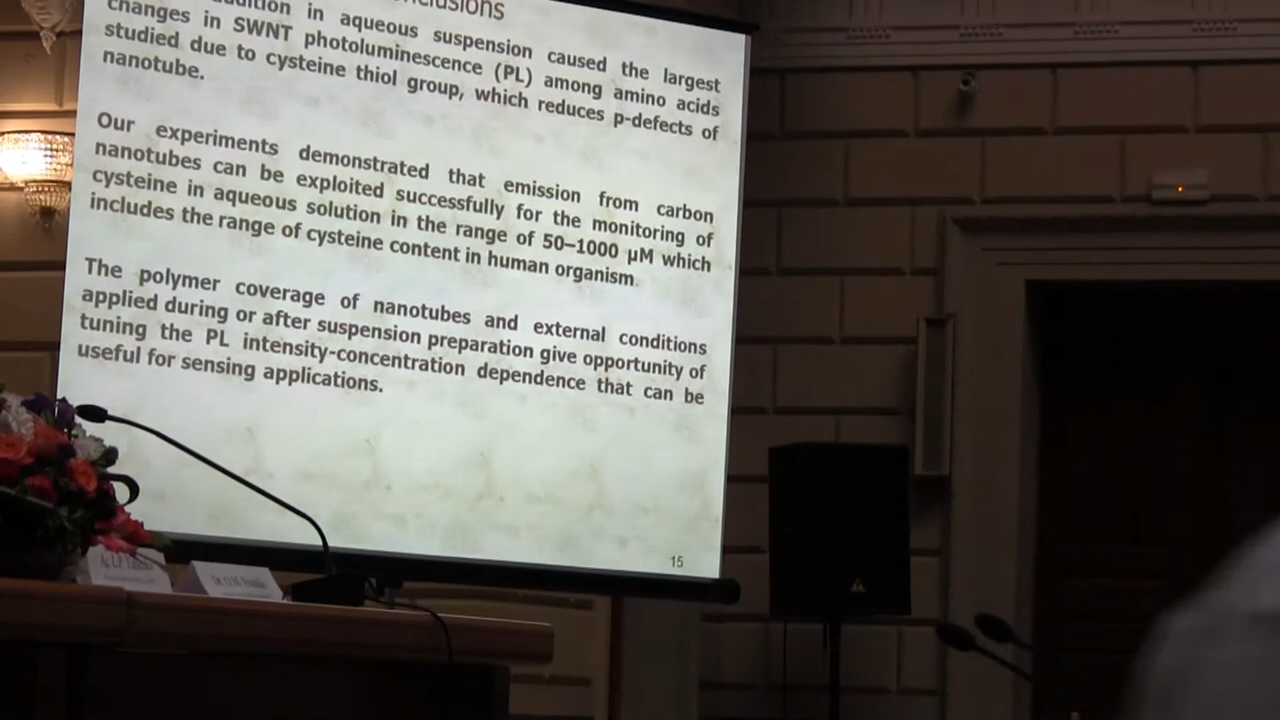 in aqueous suspension caused the largest
changes in SWNT photoluminescence (PL) among amino acids
studied due to cysteine thiol group, which reduces p-defects of
nanotube.
Our experiments demonstrated that emission from carbon
nanotubes can be exploited successfully for the monitoring of
cysteine in aqueous solution in the range of 50–1000 µM which
includes the range of cysteine content in human organism.
The polymer coverage of nanotubes and external conditions
applied during or after suspension preparation give opportunity of
tuning the PL intensity-concentration dependence that can be
useful for sensing applications.
15